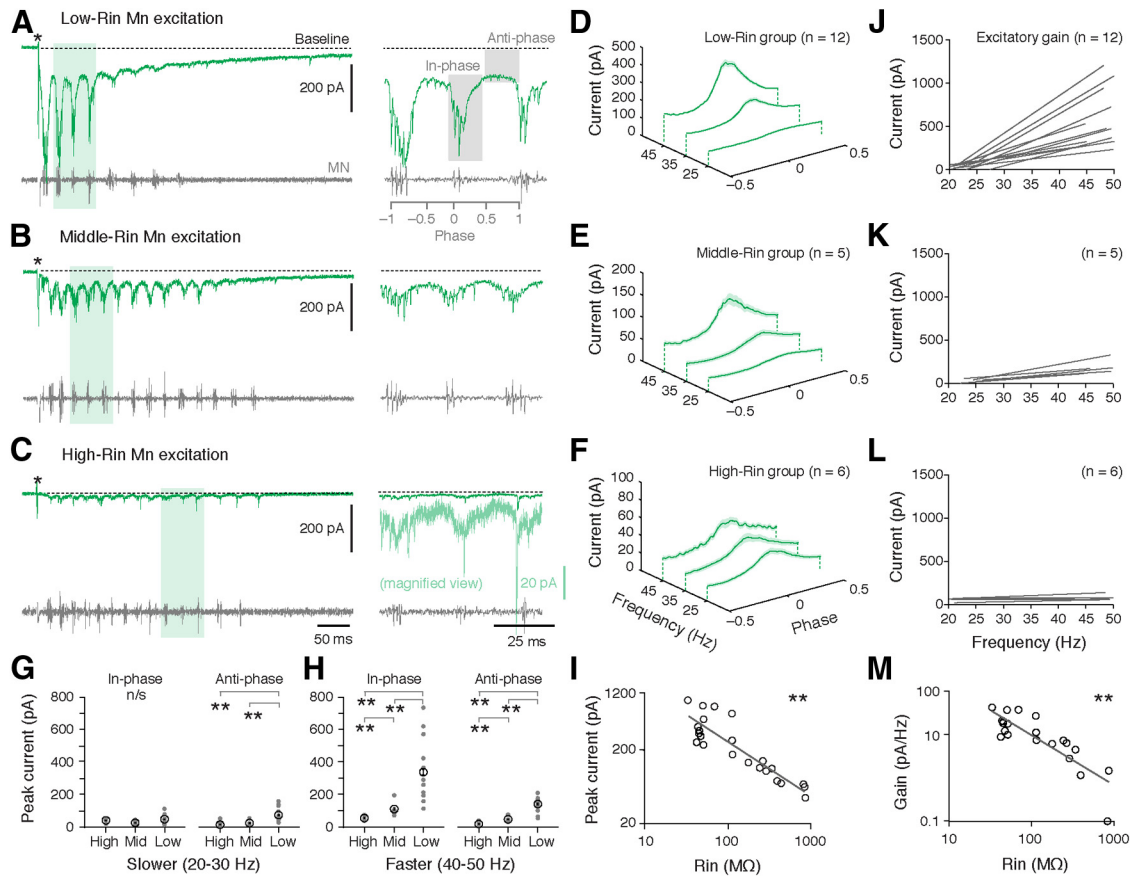 A
Low-Rin Mn excitation
*
Baseline
200 pA
MN
Anti-phase
In-phase
−1 0 1
Phase
B
Middle-Rin Mn excitation
*
200 pA
C
High-Rin Mn excitation
*
200 pA
50 ms
(magnified view)
20 pA
25 ms
D
Low-Rin group (n = 12)
Current (pA)
500
400
300
200
100
0
45
35
25
−0.5
0
0.5
E
Middle-Rin group (n = 5)
Current (pA)
200
150
100
50
0
45
35
25
−0.5
0
0.5
F
High-Rin group (n = 6)
Current (pA)
100
80
60
40
20
0
45
35
25
−0.5
0
0.5
Frequency (Hz)
Phase
J
Excitatory gain (n = 12)
Current (pA)
1500
1000
500
0
20 25 30 35 40 45 50
K
(n = 5)
Current (pA)
1500
1000
500
0
20 25 30 35 40 45 50
L
(n = 6)
Current (pA)
1500
1000
500
0
20 25 30 35 40 45 50
Frequency (Hz)
G
In-phase
n/s
Anti-phase
** **
Peak current (pA)
800
600
400
200
0
High Mid Low
High Mid Low
Slower (20-30 Hz)
H
In-phase
Anti-phase
** **
**
** **
**
800
600
400
200
0
High Mid Low
High Mid Low
Faster (40-50 Hz)
I
**
Peak current (pA)
1200
200
20
10 100 1000
Rin (MΩ)
M
**
Gain (pA/Hz)
100
10
0.1
10 100 1000
Rin (MΩ)